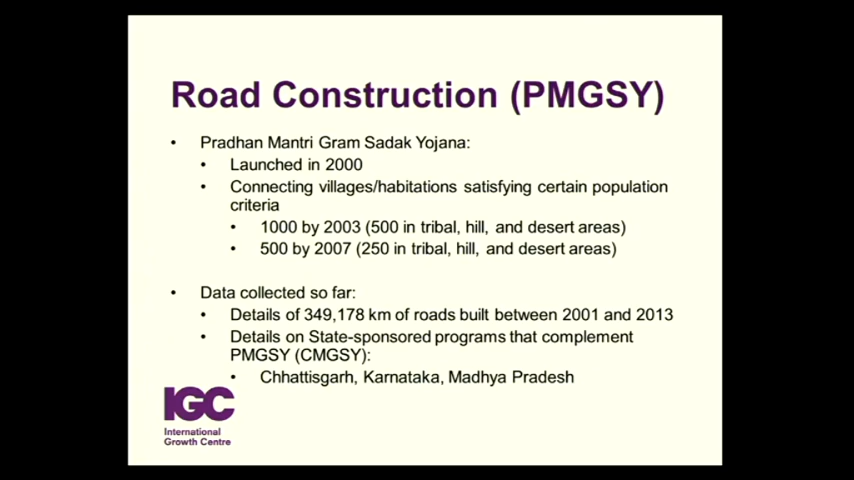 Road Construction (PMGSY)
• Pradhan Mantri Gram Sadak Yojana:
• Launched in 2000
• Connecting villages/habitations satisfying certain population
criteria
• 1000 by 2003 (500 in tribal, hill, and desert areas)
• 500 by 2007 (250 in tribal, hill, and desert areas)
• Data collected so far:
• Details of 349,178 km of roads built between 2001 and 2013
• Details on State-sponsored programs that complement
PMGSY (CMGSY):
• Chhattisgarh, Karnataka, Madhya Pradesh
IGC
International
Growth Centre